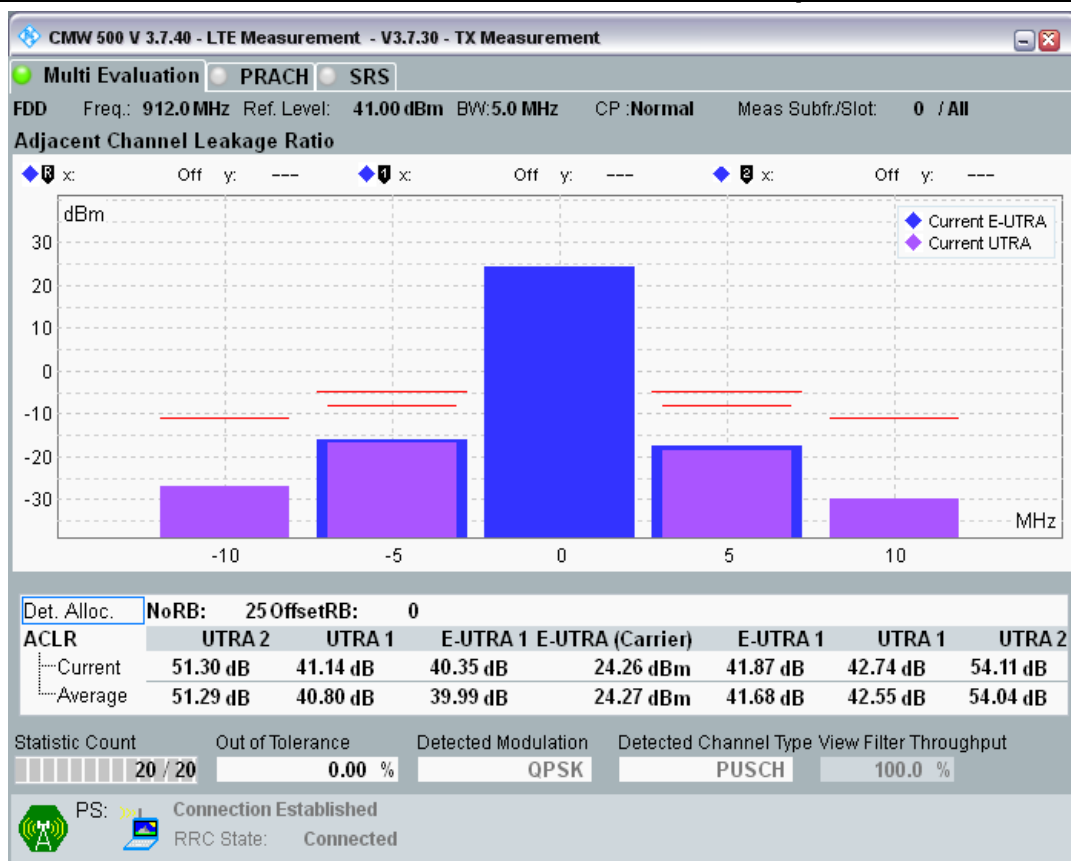 CMW 500 V 3.7.40 - LTE Measurement - V3.7.30 - TX Measurement
Multi Evaluation PRACH SRS
FDD Freq.: 912.0 MHz Ref. Level: 41.00 dBm BW: 5.0 MHz CP : Normal Meas Subfr./Slot: 0 / All
Adjacent Channel Leakage Ratio
R x: Off y: --- 1 x: Off y: --- 2 x: Off y: ---
dBm
Current E-UTRA
Current UTRA
30
20
10
0
-10
-20
-30
MHz
-10 -5 0 5 10
Det. Alloc. NoRB: 25 OffsetRB: 0
ACLR UTRA 2 UTRA 1 E-UTRA 1 E-UTRA (Carrier) E-UTRA 1 UTRA 1 UTRA 2
Current 51.30 dB 41.14 dB 40.35 dB 24.26 dBm 41.87 dB 42.74 dB 54.11 dB
Average 51.29 dB 40.80 dB 39.99 dB 24.27 dBm 41.68 dB 42.55 dB 54.04 dB
Statistic Count Out of Tolerance Detected Modulation Detected Channel Type View Filter Throughput
20 / 20 0.00 % QPSK PUSCH 100.0 %
PS: Connection Established
RRC State: Connected